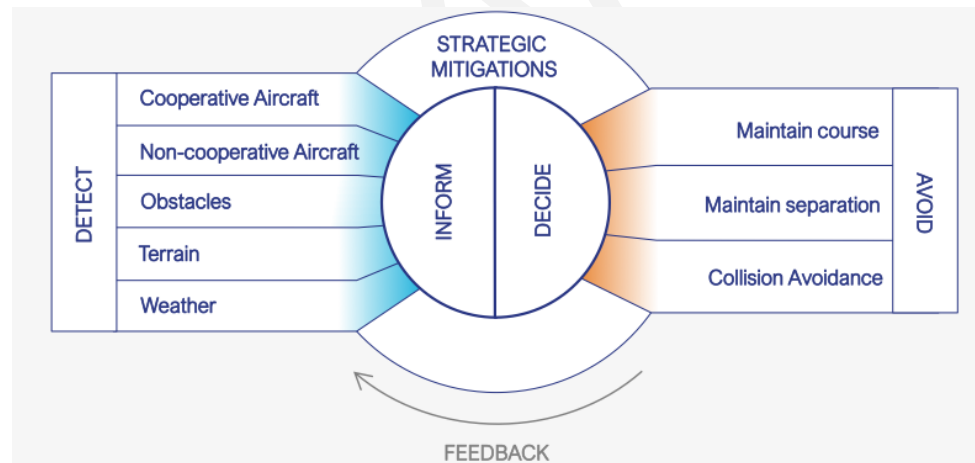 STRATEGIC
MITIGATIONS
DETECT
Cooperative Aircraft
Non-cooperative Aircraft
Obstacles
Terrain
Weather
INFORM
DECIDE
Maintain course
Maintain separation
Collision Avoidance
AVOID
FEEDBACK